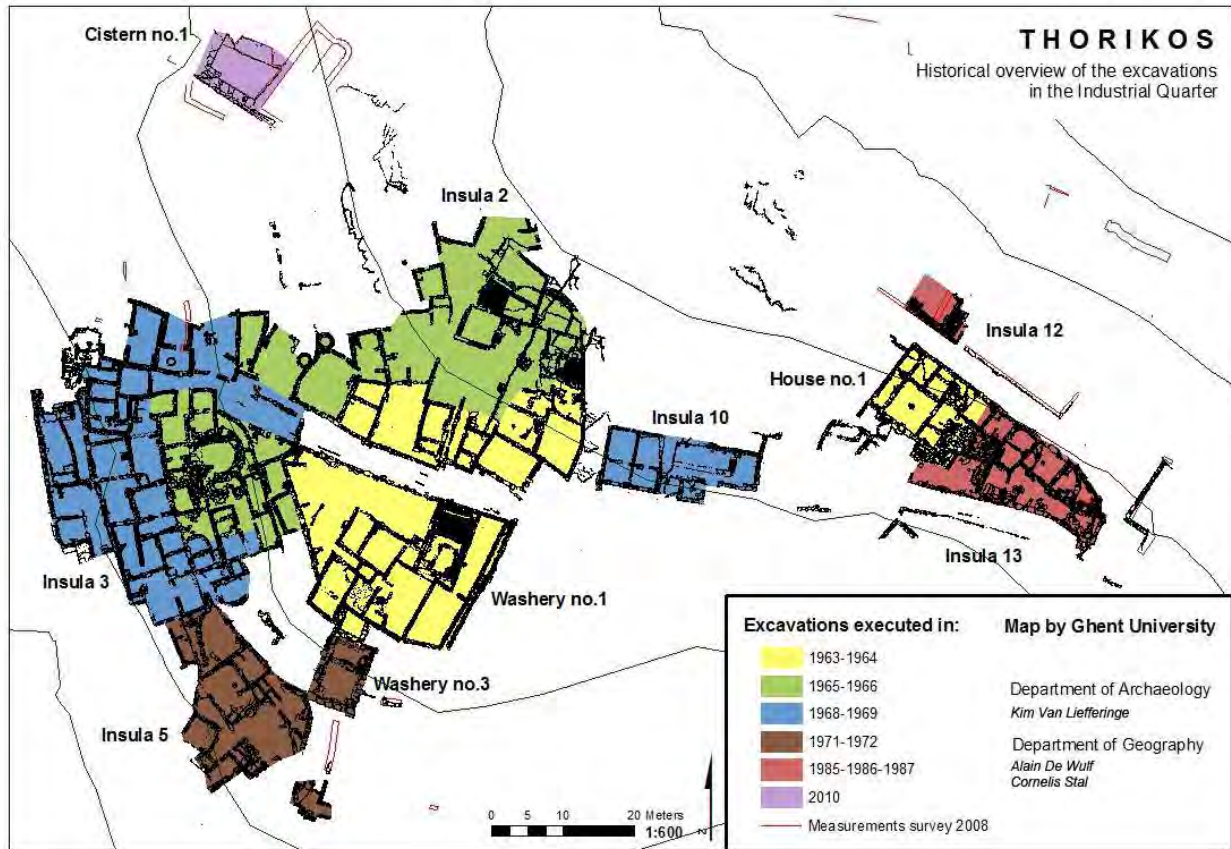 THORIKOS
Historical overview of the excavations
in the Industrial Quarter
Cistern no.1
Insula 2
Insula 12
House no.1
Insula 10
Insula 3
Insula 13
Washery no.1
Washery no.3
Insula 5
Excavations executed in:
1963-1964
1965-1966
1968-1969
1971-1972
1985-1986-1987
2010
Measurements survey 2008
Map by Ghent University
Department of Archaeology
Kim Van Liefferinge
Department of Geography
Alain De Wulf
Cornelis Stal
0 5 10 20 Meters
1:600
N